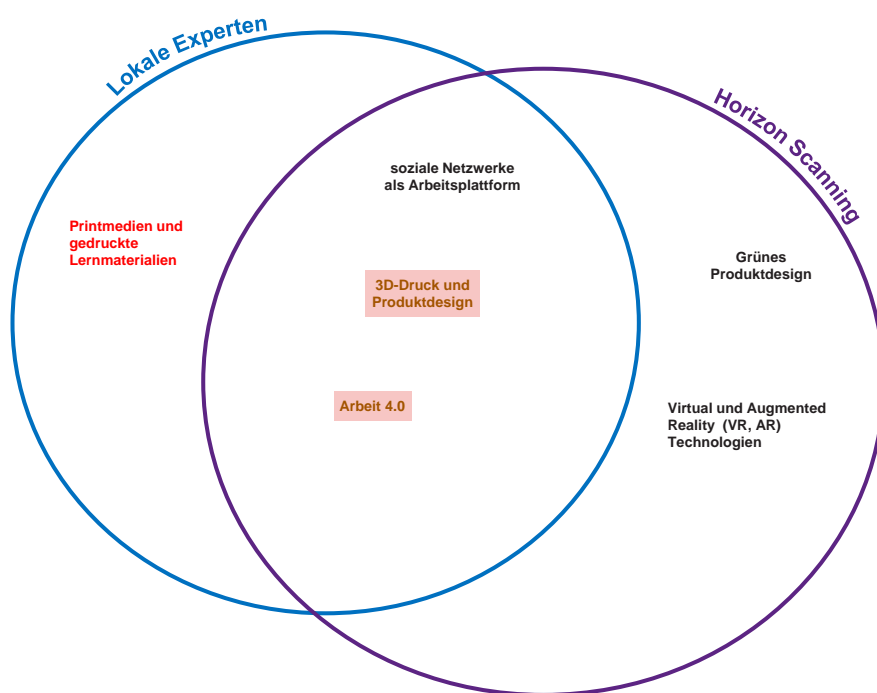 Lokale Experten
Horizon Scanning
soziale Netzwerke
als Arbeitsplattform
Printmedien und
gedruckte
Lernmaterialien
Grünes
Produktdesign
3D-Druck und
Produktdesign
Arbeit 4.0
Virtual und Augmented
Reality (VR, AR)
Technologien